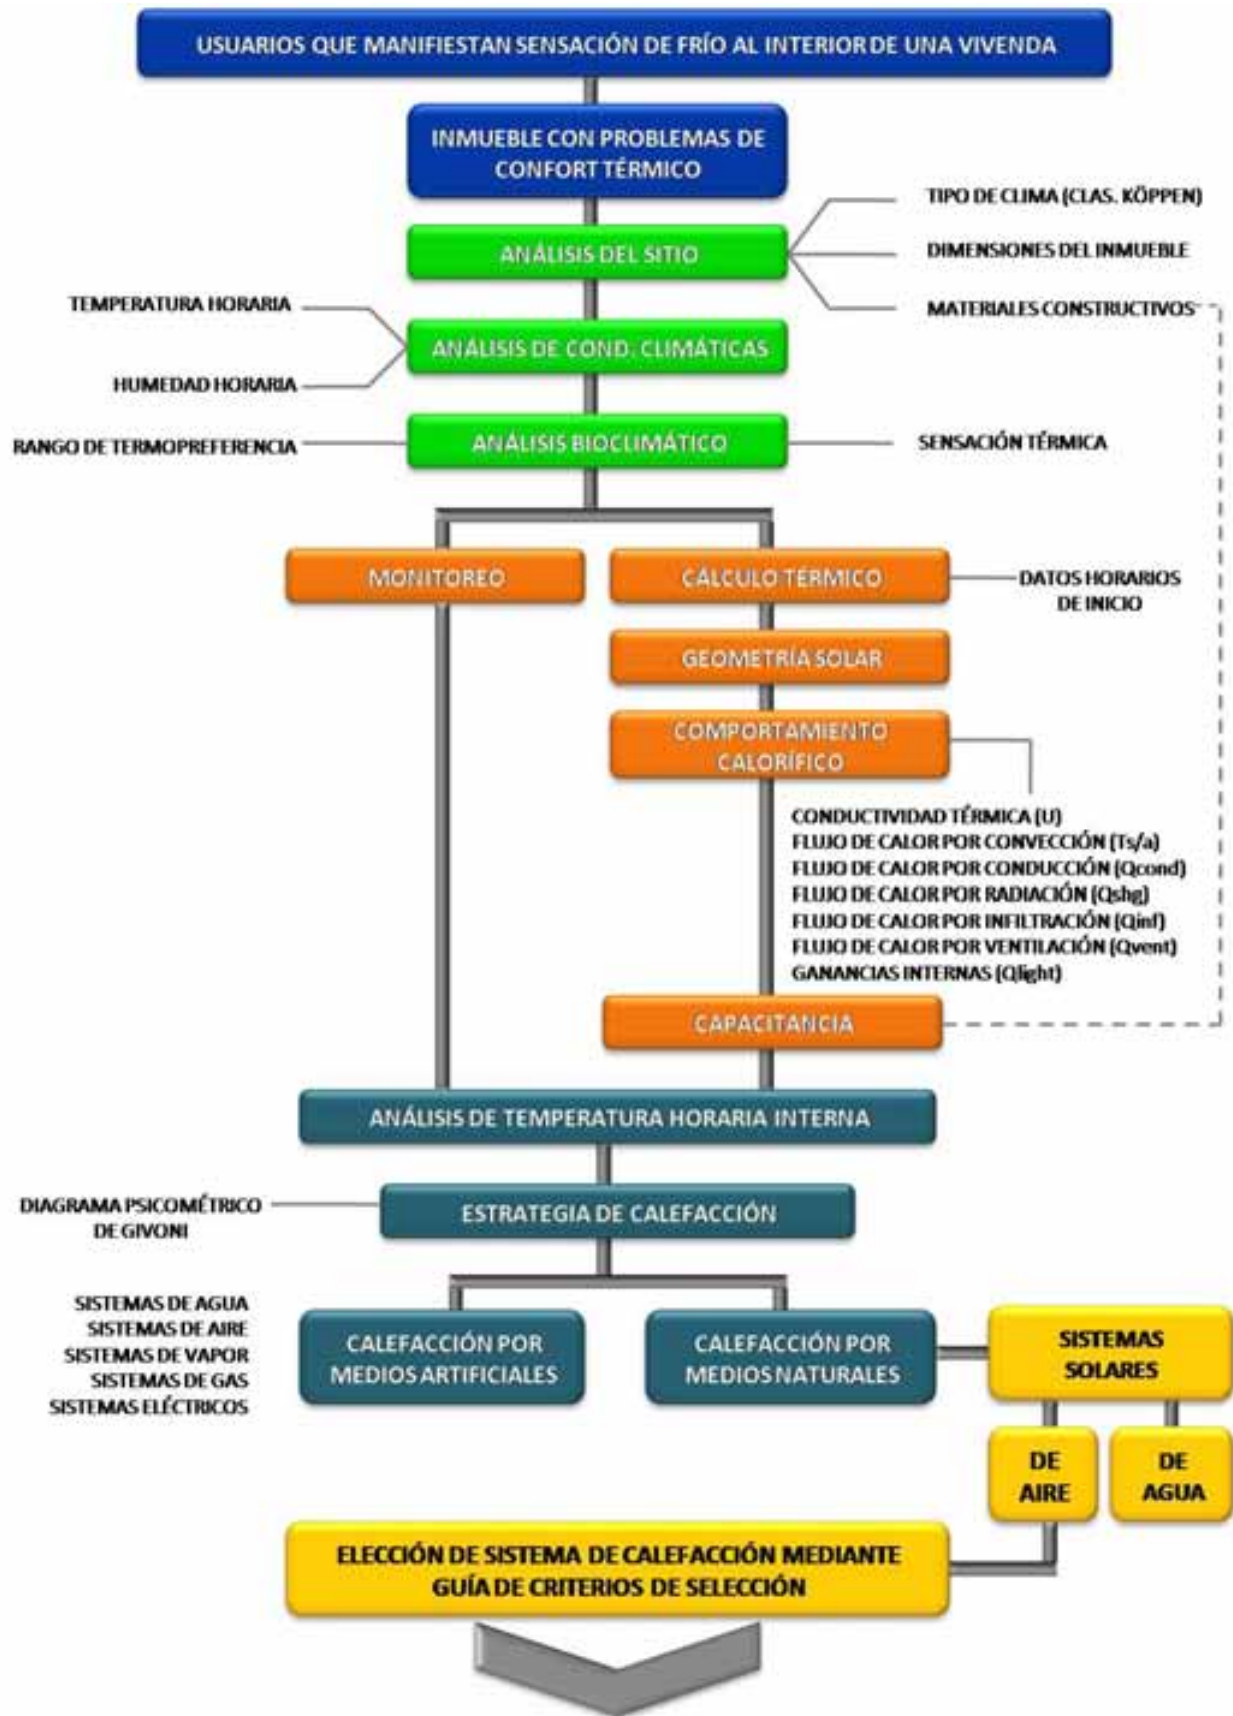 USUARIOS QUE MANIFIESTAN SENSACIÓN DE FRÍO AL INTERIOR DE UNA VIVENDA
INMUEBLE CON PROBLEMAS DE
CONFORT TÉRMICO
ANÁLISIS DEL SITIO
TIPO DE CLIMA (CLAS. KÖPPEN)
DIMENSIONES DEL INMUEBLE
MATERIALES CONSTRUCTIVOS
TEMPERATURA HORARIA
ANÁLISIS DE COND. CLIMÁTICAS
HUMEDAD HORARIA
RANGO DE TERMOPREFERENCIA
ANÁLISIS BIOCLIMÁTICO
SENSACIÓN TÉRMICA
MONITOREO
CÁLCULO TÉRMICO
DATOS HORARIOS
DE INICIO
GEOMETRÍA SOLAR
COMPORTAMIENTO
CALORÍFICO
CONDUCTIVIDAD TÉRMICA (U)
FLUJO DE CALOR POR CONVECCIÓN (Ts/a)
FLUJO DE CALOR POR CONDUCCIÓN (Qcond)
FLUJO DE CALOR POR RADIACIÓN (Qshg)
FLUJO DE CALOR POR INFILTRACIÓN (Qinf)
FLUJO DE CALOR POR VENTILACIÓN (Qvent)
GANANCIAS INTERNAS (Qlight)
CAPACITANCIA
ANÁLISIS DE TEMPERATURA HORARIA INTERNA
DIAGRAMA PSICOMÉTRICO
DE GIVONI
ESTRATEGIA DE CALEFACCIÓN
SISTEMAS DE AGUA
SISTEMAS DE AIRE
SISTEMAS DE VAPOR
SISTEMAS DE GAS
SISTEMAS ELÉCTRICOS
CALEFACCIÓN POR
MEDIOS ARTIFICIALES
CALEFACCIÓN POR
MEDIOS NATURALES
SISTEMAS
SOLARES
DE
AIRE
DE
AGUA
ELECCIÓN DE SISTEMA DE CALEFACCIÓN MEDIANTE
GUÍA DE CRITERIOS DE SELECCIÓN